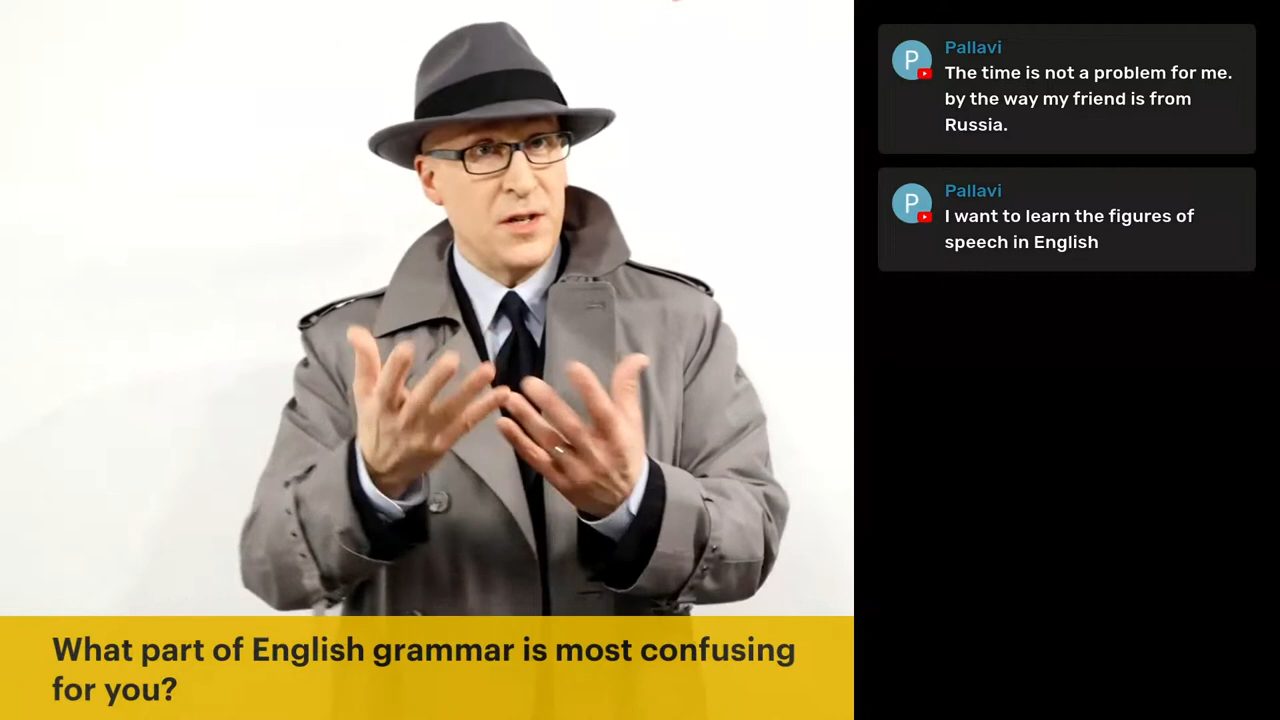 What part of English grammar is most confusing
for you?
P
Pallavi
The time is not a problem for me.
by the way my friend is from
Russia.
P
Pallavi
I want to learn the figures of
speech in English